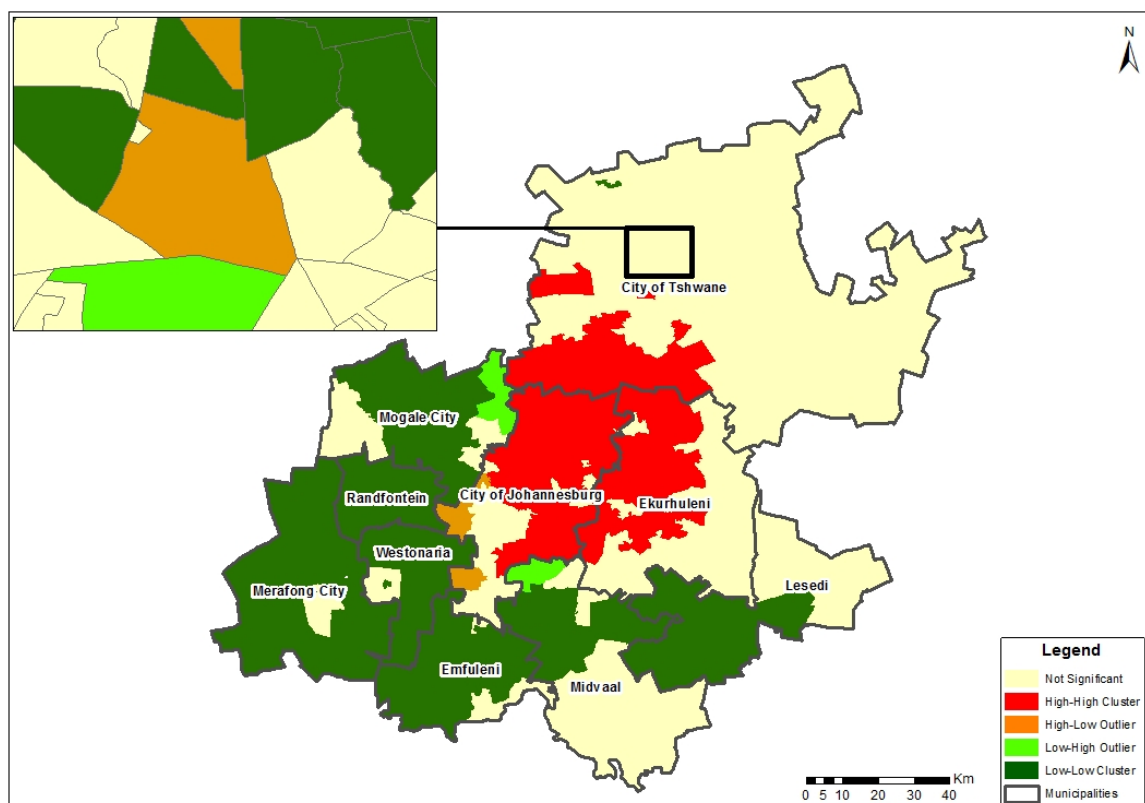 N
City of Tshwane
Mogale City
Randfontein
City of Johannesburg
Ekurhuleni
Westonaria
Merafong City
Lesedi
Emfuleni
Midvaal
Legend
Not Significant
High-High Cluster
High-Low Outlier
Low-High Outlier
Low-Low Cluster
Municipalities
Km
0 5 10 20 30 40